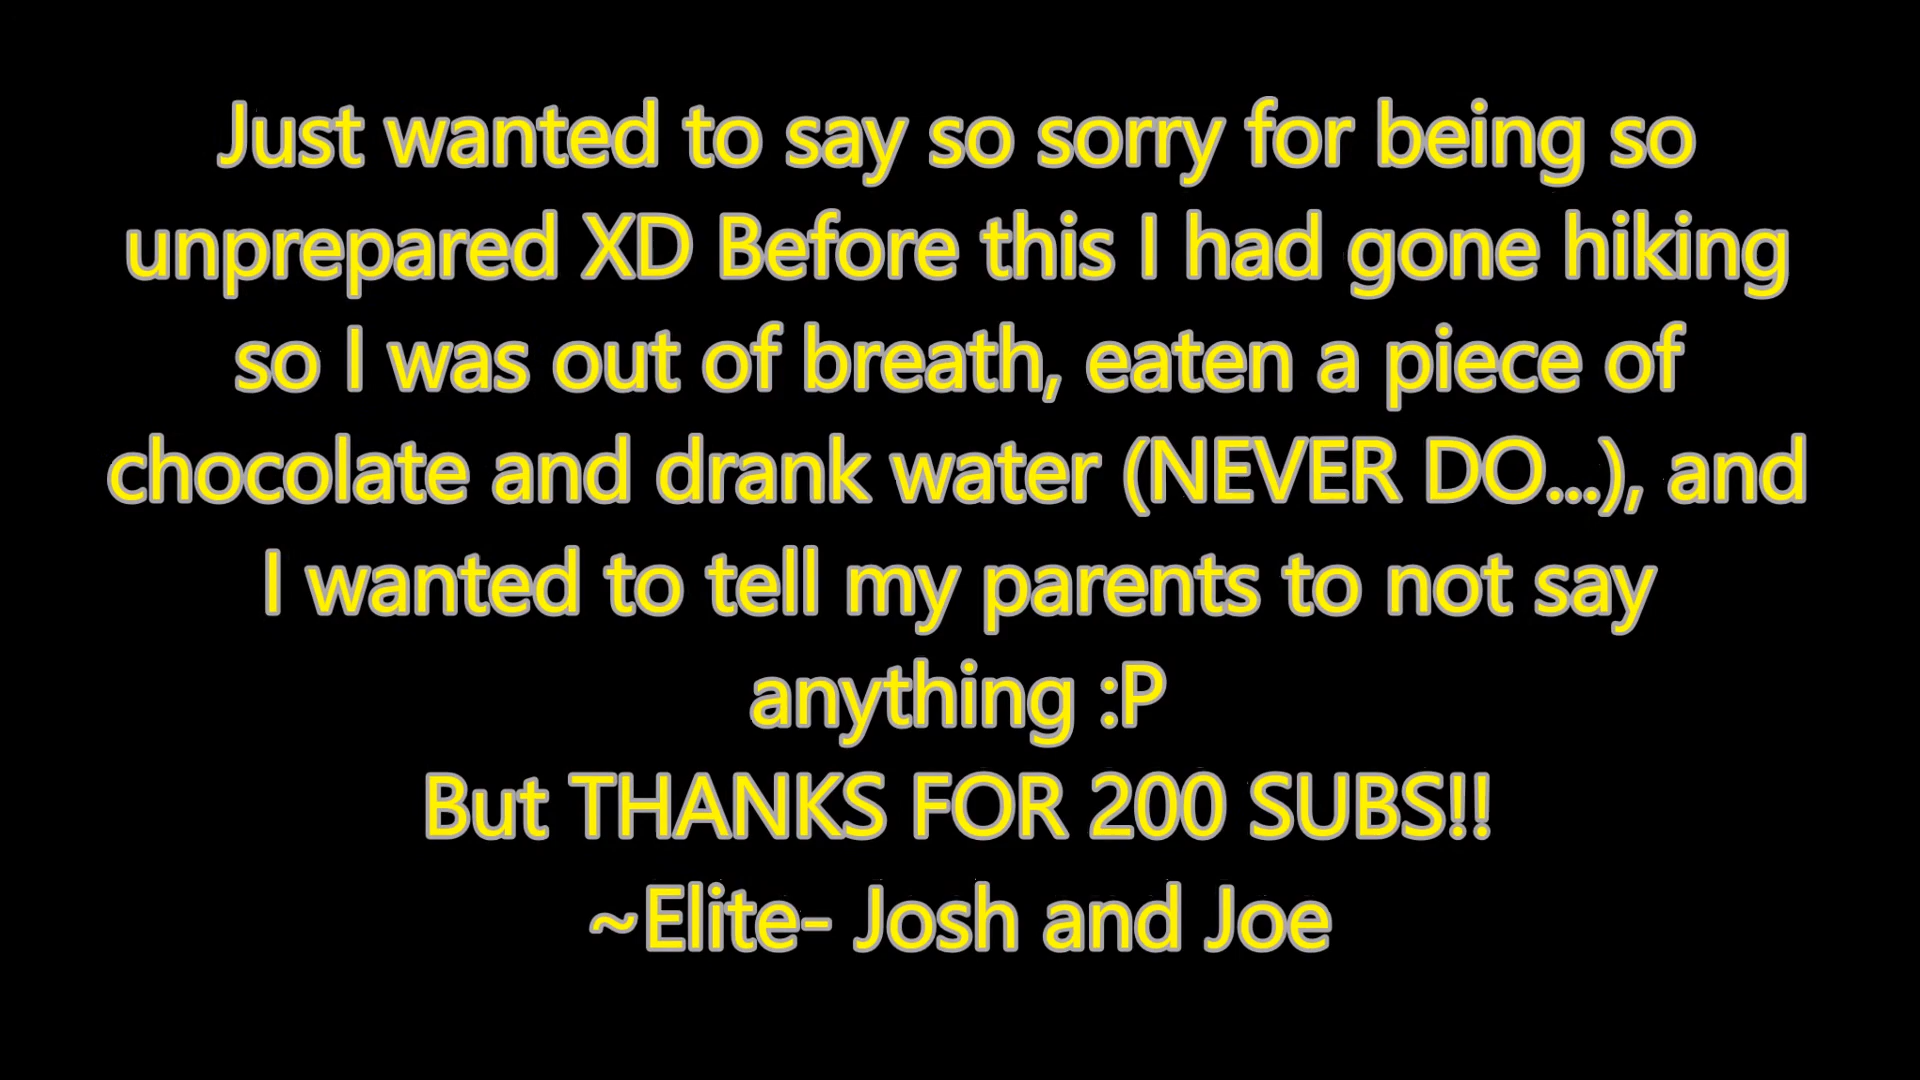 Just wanted to say so sorry for being so
unprepared XD Before this I had gone hiking
so I was out of breath, eaten a piece of
chocolate and drank water (NEVER DO...), and
I wanted to tell my parents to not say
anything :P
But THANKS FOR 200 SUBS!!
~Elite- Josh and Joe